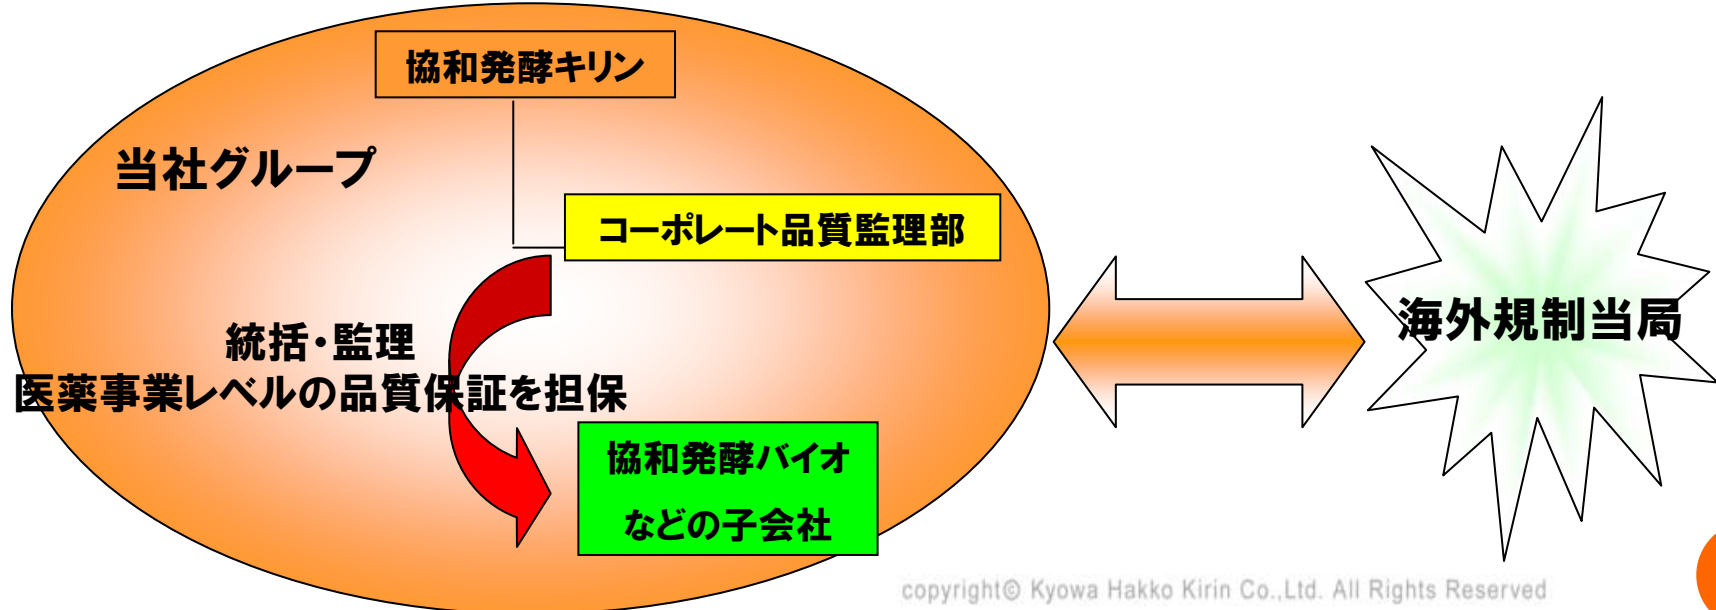 協和発酵キリン
当社グループ
コーポレート品質監理部
統括・監理
医薬事業レベルの品質保証を担保
海外規制当局
協和発酵バイオ
などの子会社
copyright© Kyowa Hakko Kirin Co.,Ltd. All Rights Reserved